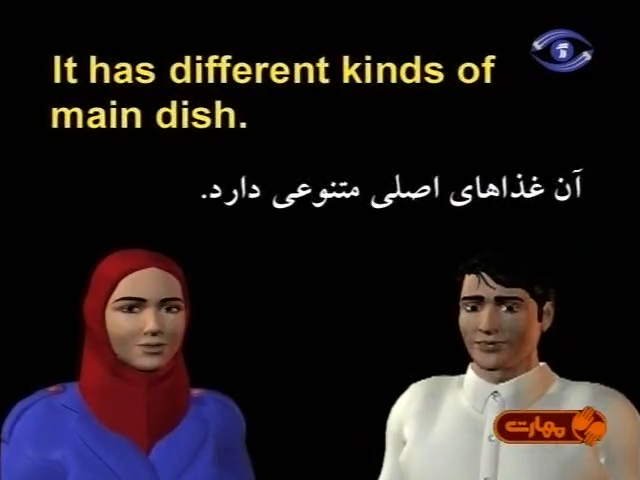 It has different kinds of
main dish.
آن غذاهای اصلی متنوعی دارد.
مهارت